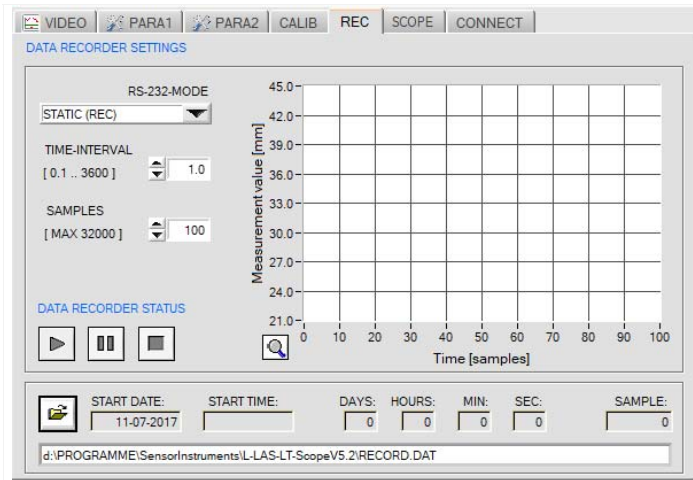 VIDEO PARA1 PARA2 CALIB REC SCOPE CONNECT
DATA RECORDER SETTINGS
RS-232-MODE
STATIC (REC)
TIME-INTERVAL
[ 0.1 .. 3600 ] 1.0
SAMPLES
[ MAX 32000 ] 100
DATA RECORDER STATUS
Measurement value [mm]
45.0
42.0
39.0
36.0
33.0
30.0
27.0
24.0
21.0
0 10 20 30 40 50 60 70 80 90 100
Time [samples]
START DATE: START TIME: DAYS: HOURS: MIN: SEC: SAMPLE:
11-07-2017 0 0 0 0 0
d:\PROGRAMME\SensorInstruments\L-LAS-LT-ScopeV5.2\RECORD.DAT